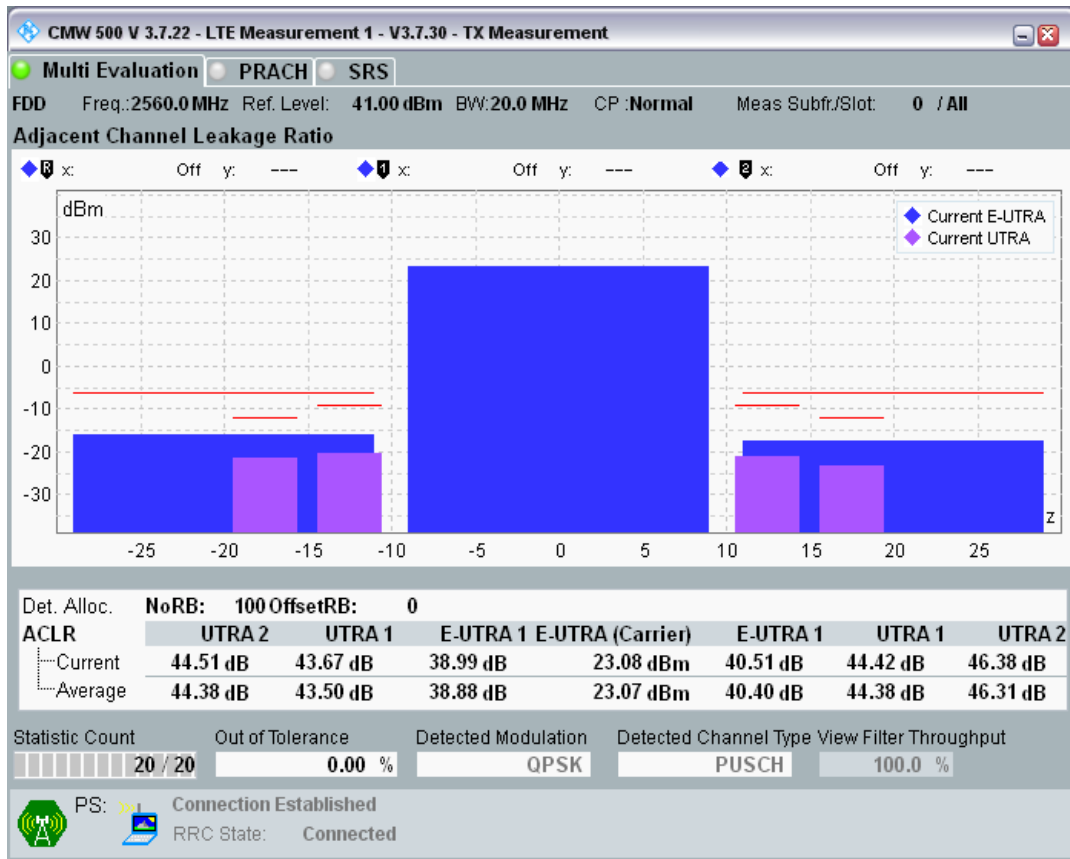 CMW 500 V 3.7.22 - LTE Measurement 1 - V3.7.30 - TX Measurement
Multi Evaluation PRACH SRS
FDD Freq.:2560.0 MHz Ref. Level: 41.00 dBm BW:20.0 MHz CP :Normal Meas Subfr./Slot: 0 / All
Adjacent Channel Leakage Ratio
R x: Off y: --- 1 x: Off y: --- 2 x: Off y: ---
dBm
Current E-UTRA
Current UTRA
30
20
10
0
-10
-20
-30
z
-25 -20 -15 -10 -5 0 5 10 15 20 25
Det. Alloc. NoRB: 100 OffsetRB: 0
ACLR UTRA 2 UTRA 1 E-UTRA 1 E-UTRA (Carrier) E-UTRA 1 UTRA 1 UTRA 2
Current 44.51 dB 43.67 dB 38.99 dB 23.08 dBm 40.51 dB 44.42 dB 46.38 dB
Average 44.38 dB 43.50 dB 38.88 dB 23.07 dBm 40.40 dB 44.38 dB 46.31 dB
Statistic Count Out of Tolerance Detected Modulation Detected Channel Type View Filter Throughput
20 / 20 0.00 % QPSK PUSCH 100.0 %
PS: Connection Established
RRC State: Connected